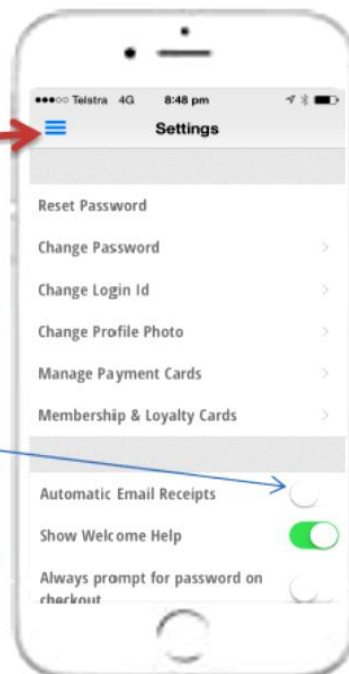 Telstra 4G 8:48 pm
Settings
Reset Password
Change Password
Change Login Id
Change Profile Photo
Manage Payment Cards
Membership & Loyalty Cards
Automatic Email Receipts
Show Welcome Help
Always prompt for password on
checkout